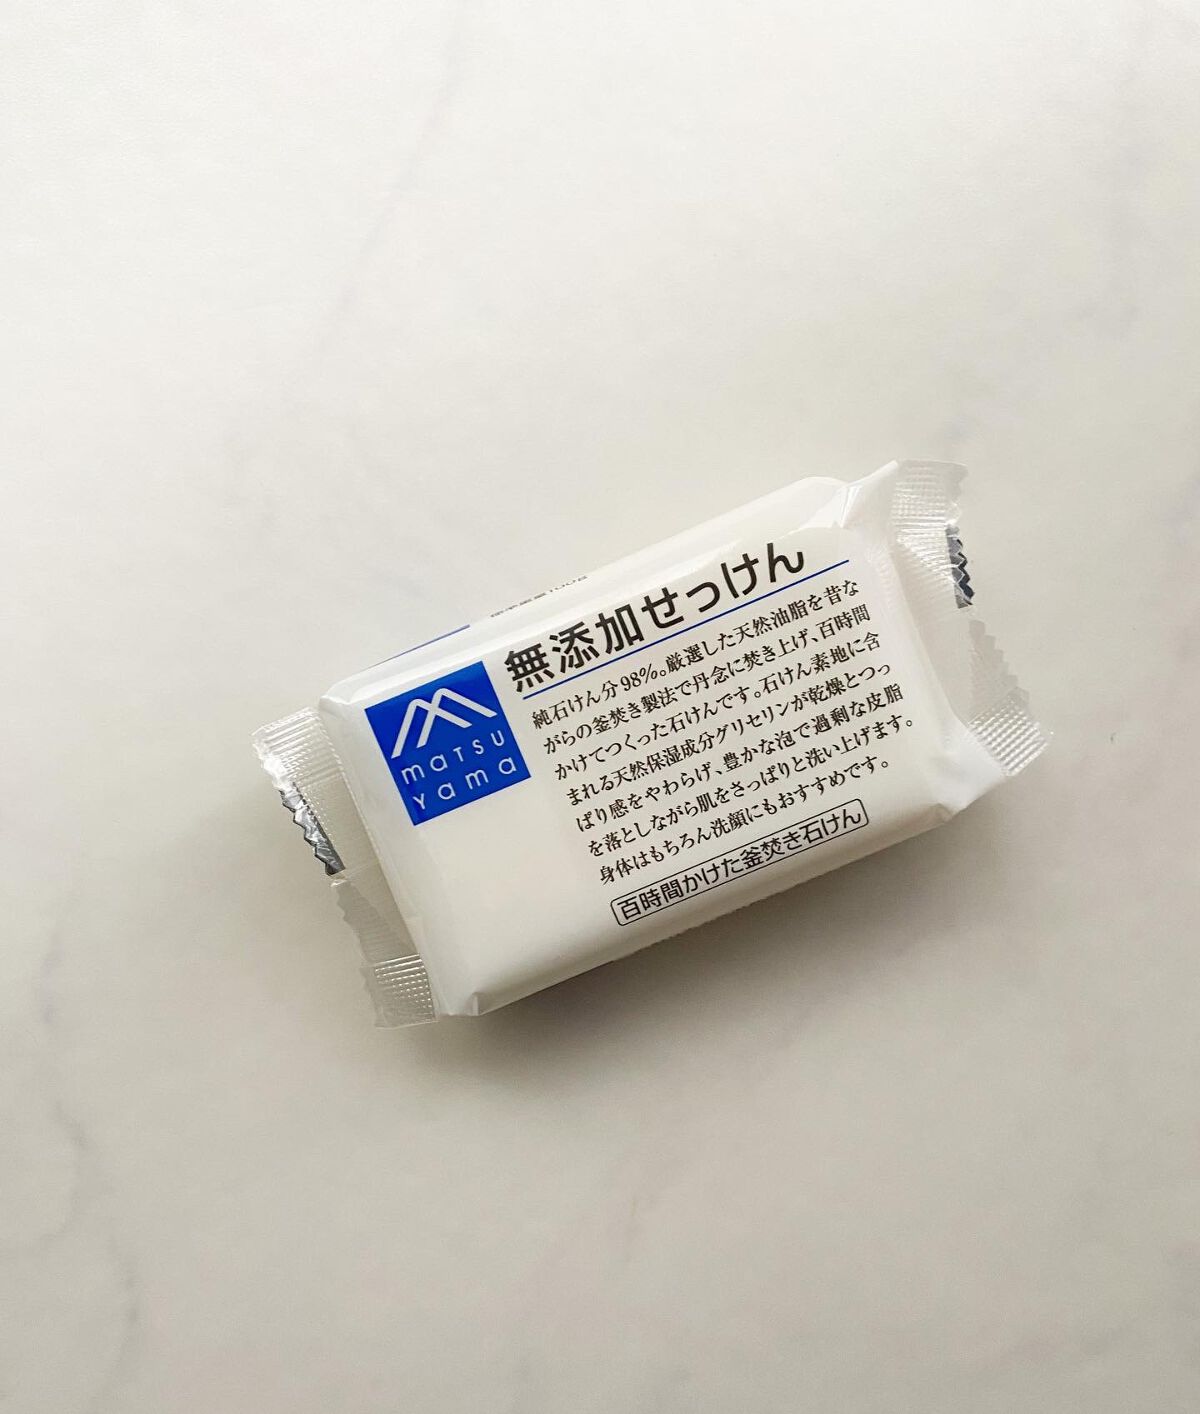 無添加せっけん
純石けん分98%。厳選した天然油脂を昔な
がらの釜焚き製法で丹念に焚き上げ、百時間
かけてつくった石けんです。石けん素地に含
まれる天然保湿成分グリセリンが乾燥とつっ
ぱり感をやわらげ、豊かな泡で過剰な皮脂
を落としながら肌をさっぱりと洗い上げます。
身体はもちろん洗顔にもおすすめです。
百時間かけた釜焚き石けん
matsu
yama